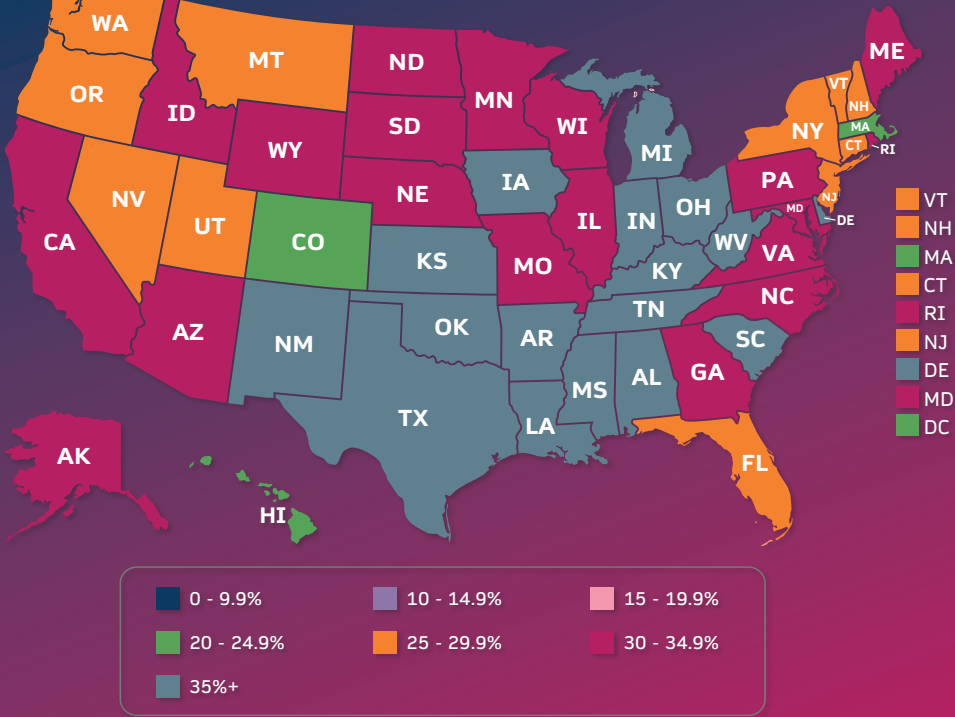 WA
MT
ND
ME
OR
ID
MN
VT
NH
SD
WI
NY
MA
WY
MI
CT
RI
IA
PA
NE
NV
NJ
VT
IL
IN
OH
MD
DE
UT
NH
CA
CO
WV
VA
KS
MA
MO
KY
CT
NC
TN
RI
AZ
OK
AR
SC
NM
NJ
GA
DE
AL
MS
MD
TX
LA
DC
AK
FL
HI
0 - 9.9%
10 - 14.9%
15 - 19.9%
20 - 24.9%
25 - 29.9%
30 - 34.9%
35%+